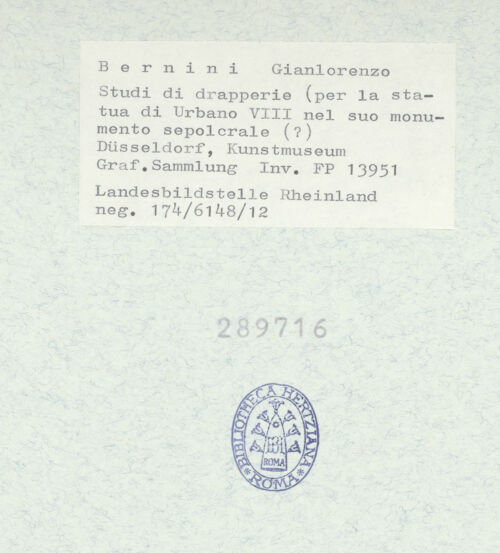 B e r n i n i   Gianlorenzo
Studi di drapperie (per la sta-
tua di Urbano VIII nel suo monu-
mento sepolcrale (?)
Düsseldorf, Kunstmuseum
Graf.Sammlung  Inv. FP 13951
Landesbildstelle Rheinland
neg. 174/6148/12
289716
BIBLIOTHECA HERTZIANA
ROMA
* ROMA *